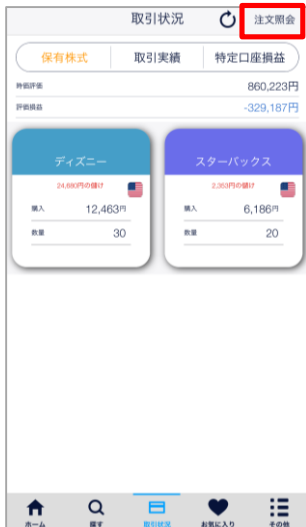 取引状況 注文照会
保有株式 取引実績 特定口座損益
時価評価 860,223円
評価損益 -329,187円
ディズニー スターバックス
24,680円の儲け 2,353円の儲け
購入 12,463円 購入 6,186円
数量 30 数量 20
ホーム 探す 取引状況 お気に入り その他